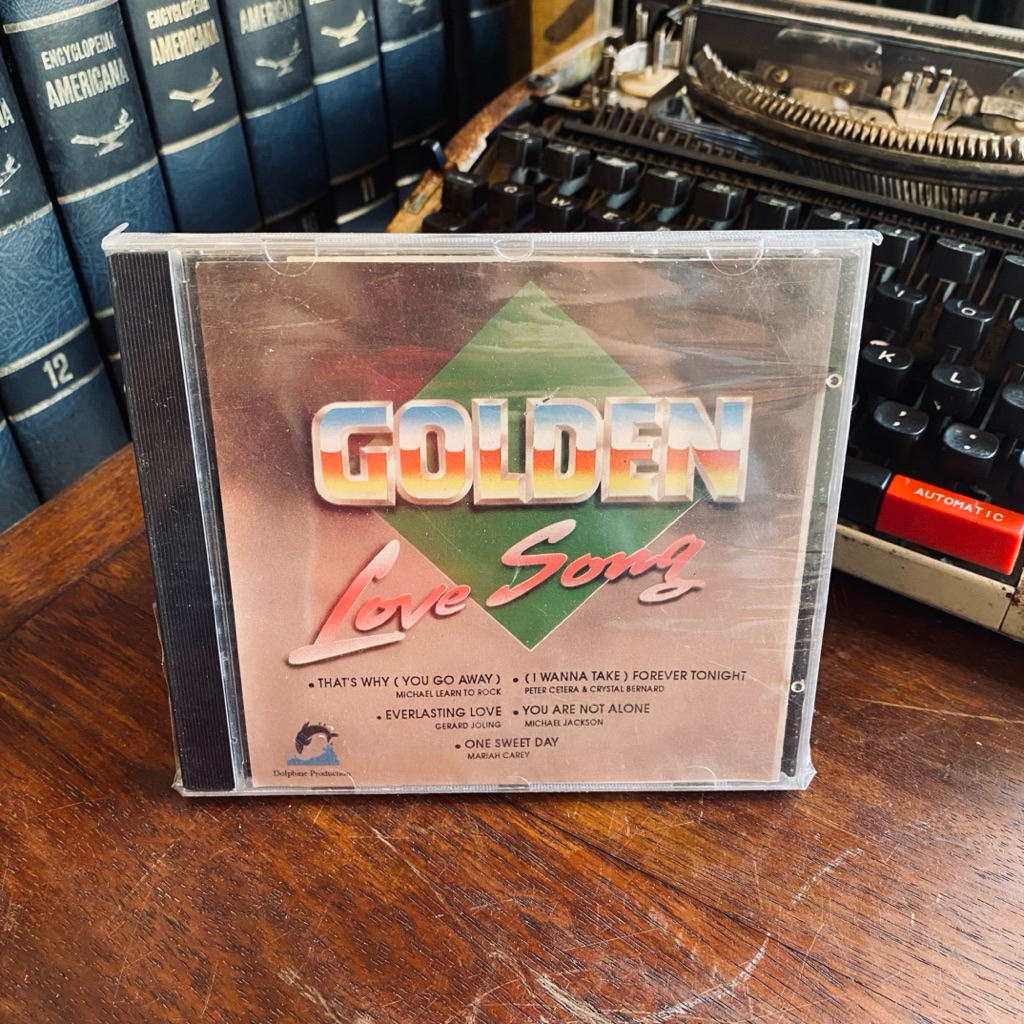 ENCYCLOPEDIA
AMERICANA
ENCYCLOPEDIA
AMERICANA
ENCYCLOPEDIA
AMERICANA
12
11
K
L
AUTOMATIC
GOLDEN
Love Song
• THAT'S WHY ( YOU GO AWAY )
MICHAEL LEARN TO ROCK
• ( I WANNA TAKE ) FOREVER TONIGHT
PETER CETERA & CRYSTAL BERNARD
• EVERLASTING LOVE
GERARD JOLING
• YOU ARE NOT ALONE
MICHAEL JACKSON
• ONE SWEET DAY
MARIAH CAREY
Dolphine Production